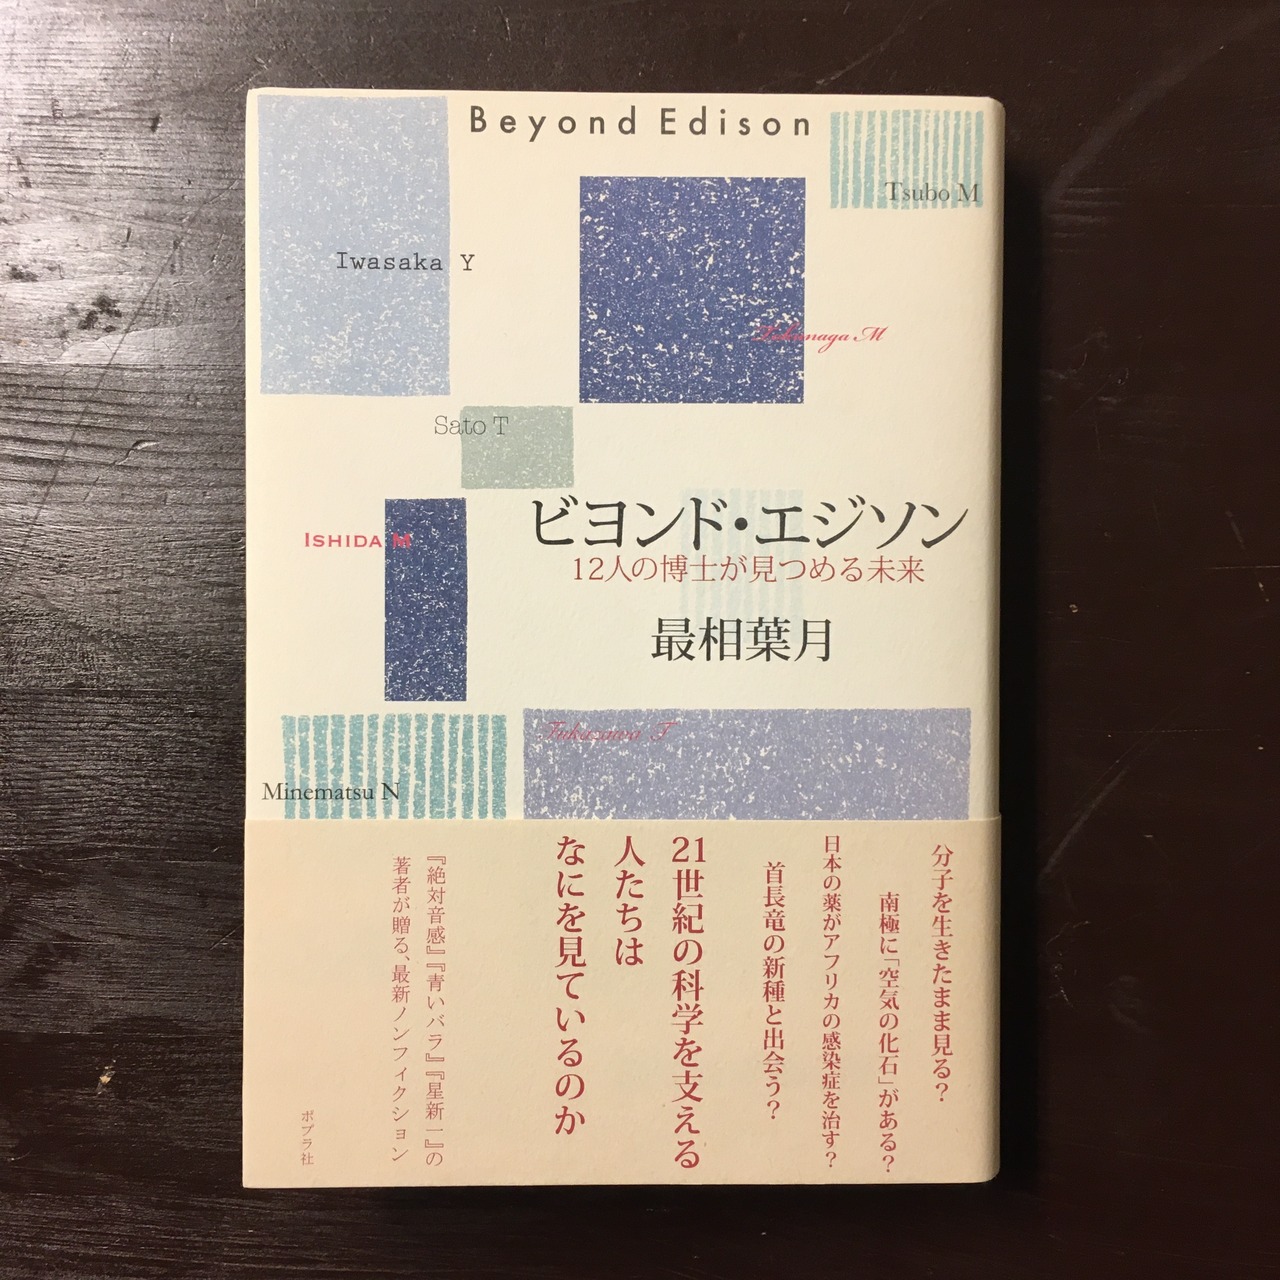 Beyond Edison
Tsubo M
Iwasaka Y
Tokunaga M
Sato T
ビヨンド・エジソン
ISHIDA M
12人の博士が見つめる未来
最相葉月
Fukazawa T
Minematsu N
分子を生きたまま見る?
南極に「空気の化石」がある?
日本の薬がアフリカの感染症を治す?
首長竜の新種と出会う?
21世紀の科学を支える
人たちは
なにを見ているのか
『絶対音感』『青いバラ』『星新一』の
著者が贈る、最新ノンフィクション
ポプラ社